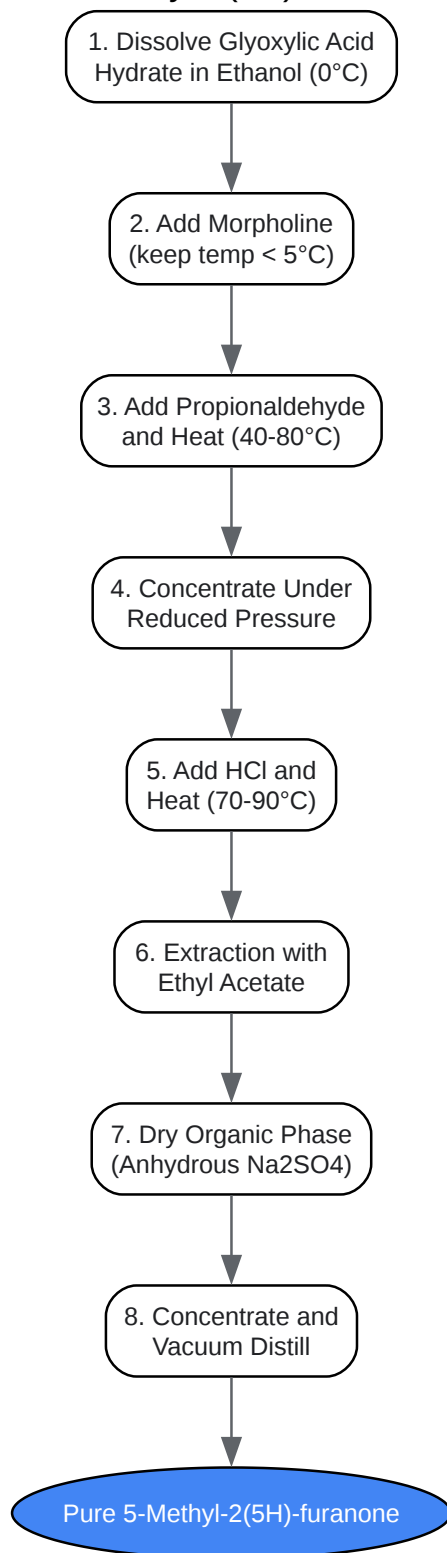 1. Dissolve Glyoxylic Acid
Hydrate in Ethanol (0°C)
2. Add Morpholine
(keep temp < 5°C)
3. Add Propionaldehyde
and Heat (40-80°C)
4. Concentrate Under
Reduced Pressure
5. Add HCl and
Heat (70-90°C)
6. Extraction with
Ethyl Acetate
7. Dry Organic Phase
(Anhydrous Na2SO4)
8. Concentrate and
Vacuum Distill
Pure 5-Methyl-2(5H)-furanone